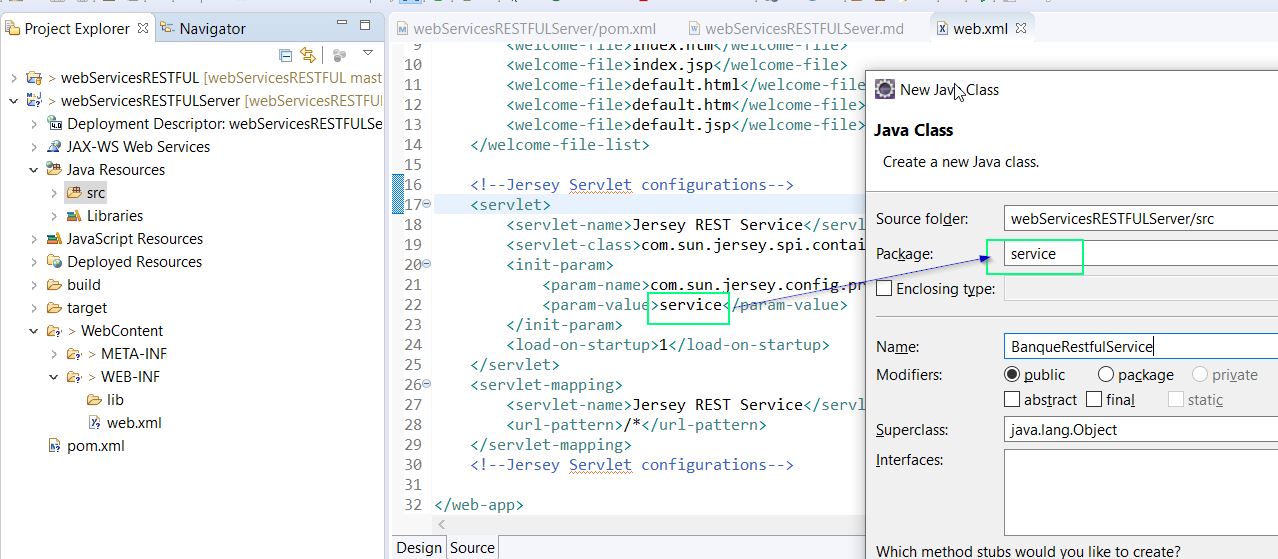 Project Explorer
Navigator
> webServicesRESTFUL [webServicesRESTFUL mast
> webServicesRESTFULServer [webServicesRESTFUL
Deployment Descriptor: webServicesRESTFULSe
JAX-WS Web Services
Java Resources
src
Libraries
JavaScript Resources
Deployed Resources
build
target
> WebContent
> META-INF
> WEB-INF
lib
web.xml
pom.xml
webServicesRESTFULServer/pom.xml
webServicesRESTFULSever.md
web.xml
9 <welcome-file>index.htm</welcome-file>
10 <welcome-file>index.jsp</welcome-file>
11 <welcome-file>default.html</welcome-file
12 <welcome-file>default.htm</welcome-file>
13 <welcome-file>default.jsp</welcome-file>
14 </welcome-file-list>
15
16 <!--Jersey Servlet configurations-->
17 <servlet>
18 <servlet-name>Jersey REST Service</servl
19 <servlet-class>com.sun.jersey.spi.contai
20 <init-param>
21 <param-name>com.sun.jersey.config.pr
22 <param-value>service</param-value>
23 </init-param>
24 <load-on-startup>1</load-on-startup>
25 </servlet>
26 <servlet-mapping>
27 <servlet-name>Jersey REST Service</servl
28 <url-pattern>/*</url-pattern>
29 </servlet-mapping>
30 <!--Jersey Servlet configurations-->
31
32 </web-app>
Design
Source
New Java Class
Java Class
Create a new Java class.
Source folder: webServicesRESTFULServer/src
Package: service
Enclosing type:
Name: BanqueRestfulService
Modifiers: public package private
abstract final static
Superclass: java.lang.Object
Interfaces:
Which method stubs would you like to create?